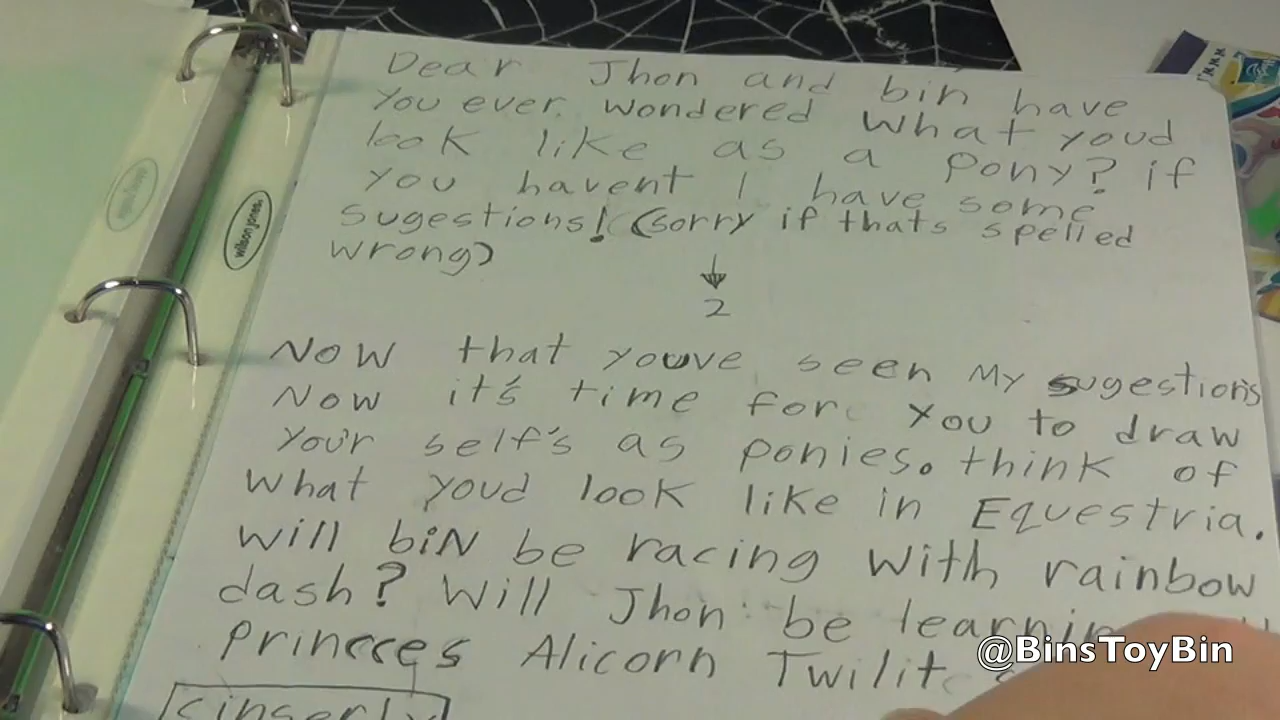 Dear Jhon and bin have
you ever wondered what youd
look like as a pony? if
you havent I have some
sugestions! (sorry if thats spelled
wrong)
2
Now that youve seen my sugestions
Now it's time for you to draw
your self's as ponies. think of
what youd look like in Equestria.
will biN be racing with rainbow
dash? Will Jhon be
princces Alicorn
sinserly
wilson jones
@BinsToyBin